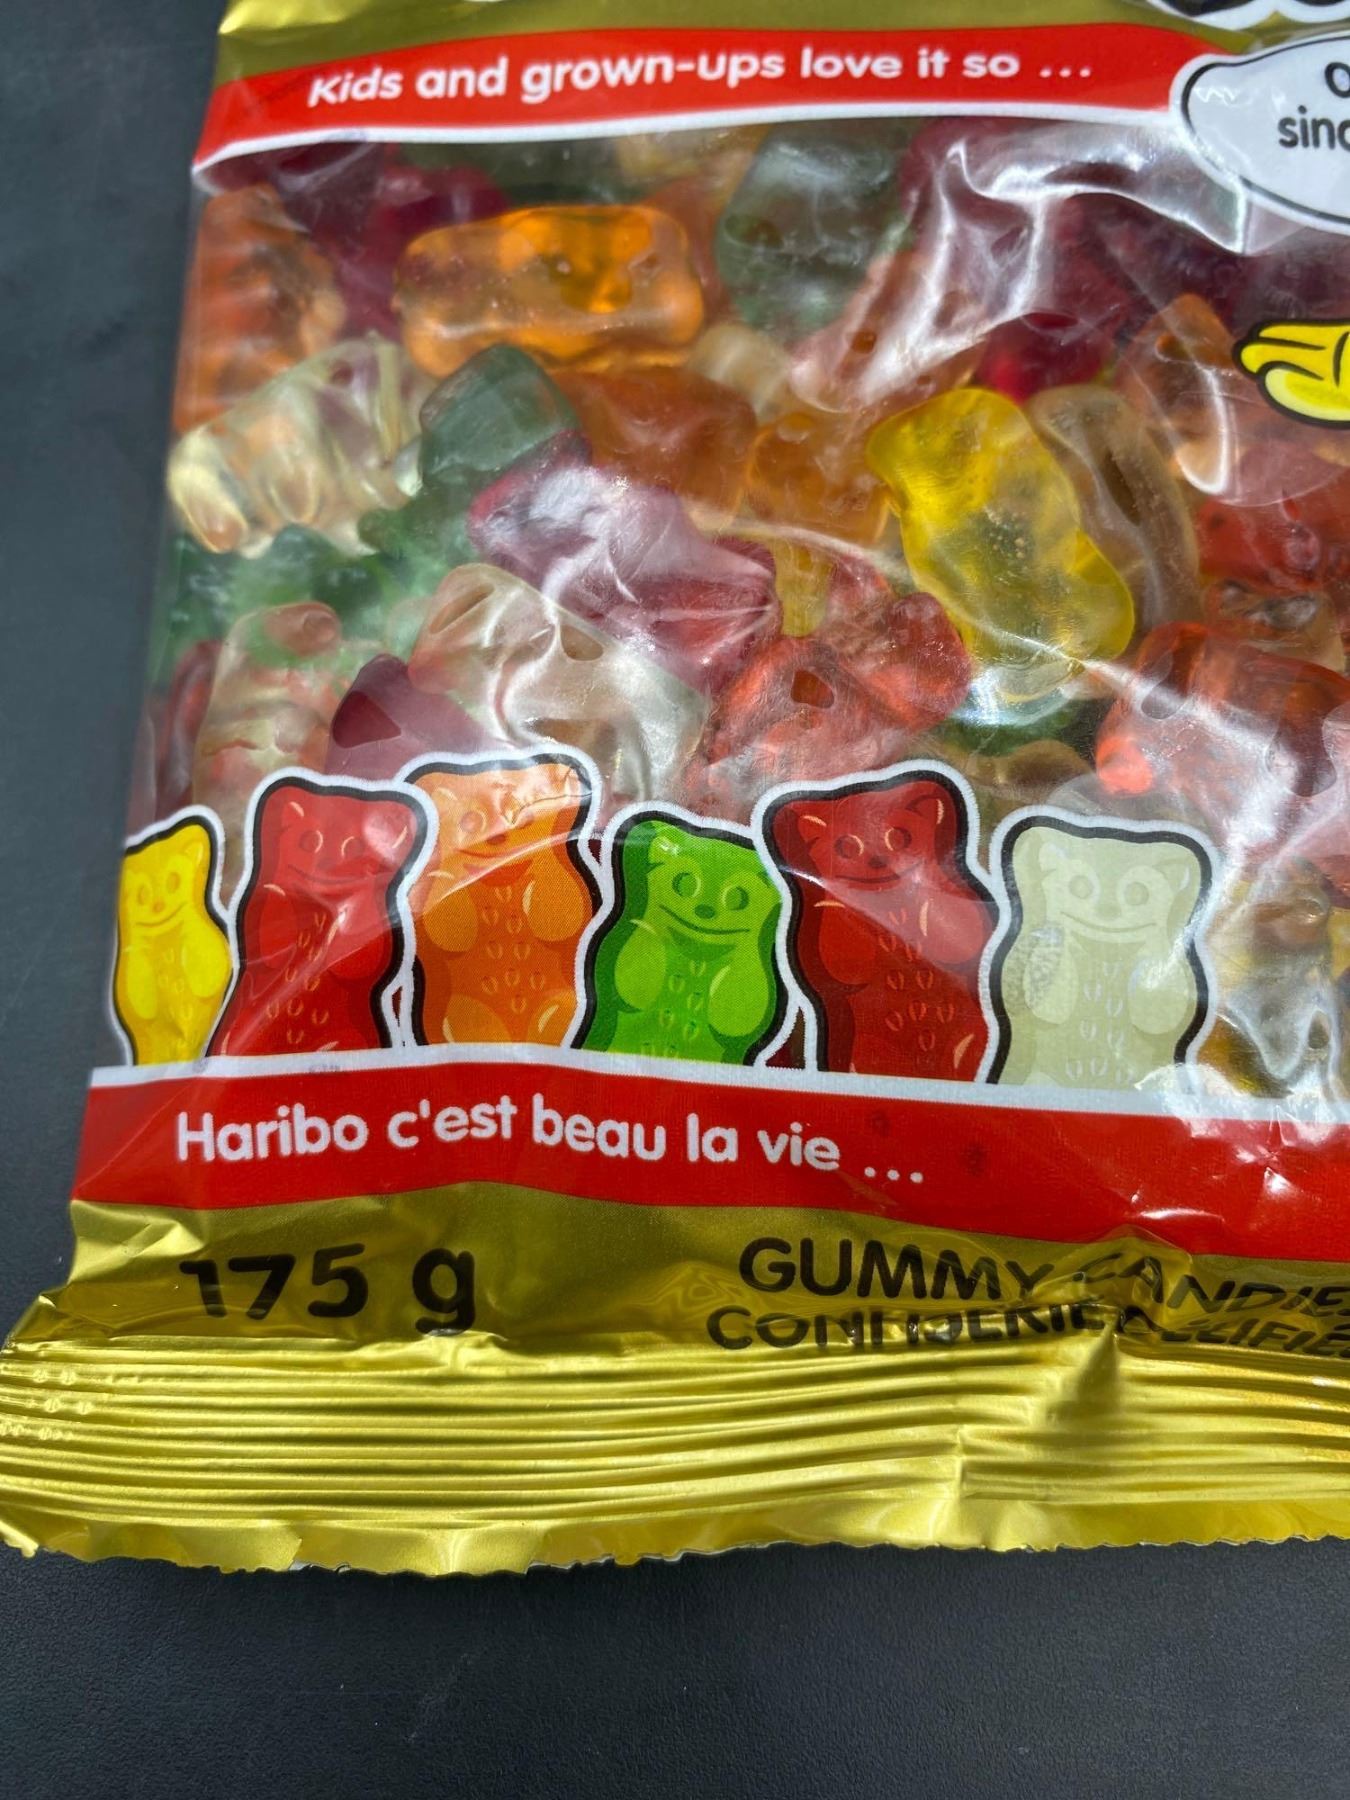 Kids and grown-ups love it so ...
Haribo c'est beau la vie ...
175 g
GUMMY